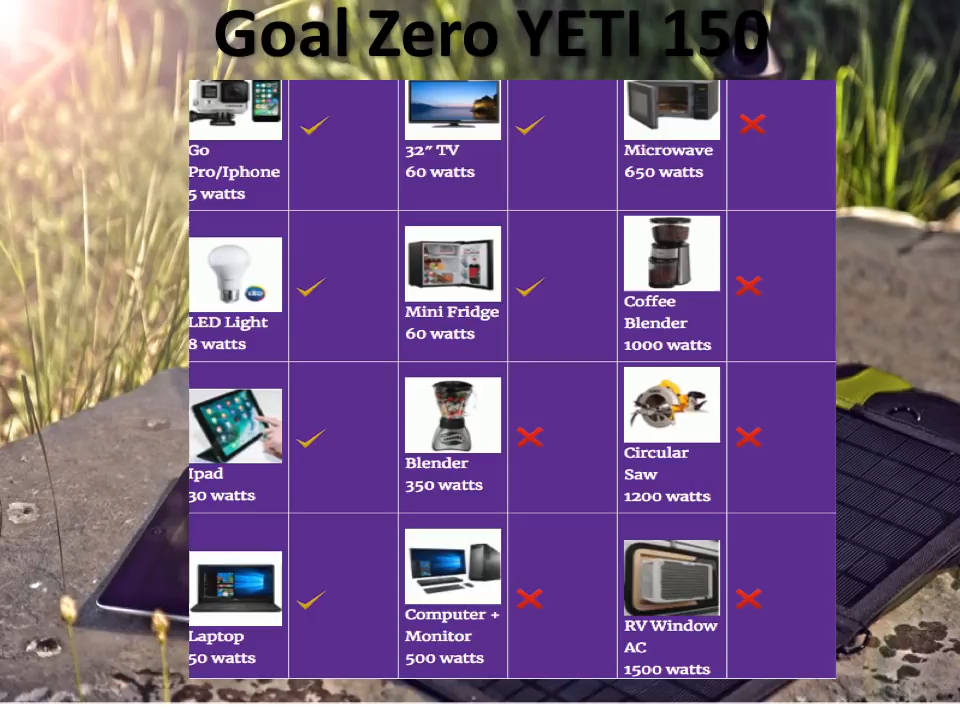 Goal Zero YETI 150
Go
Pro/Iphone
5 watts
32" TV
60 watts
Microwave
650 watts
LED Light
8 watts
Mini Fridge
60 watts
Coffee
Blender
1000 watts
Ipad
30 watts
Blender
350 watts
Circular
Saw
1200 watts
Laptop
50 watts
Computer +
Monitor
500 watts
RV Window
AC
1500 watts